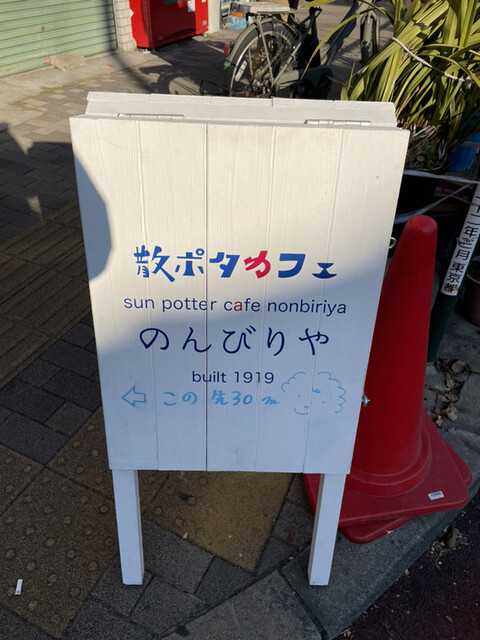 散ポタカフェ
sun potter cafe nonbiriya
のんびりや
built 1919
⇦ この先30m